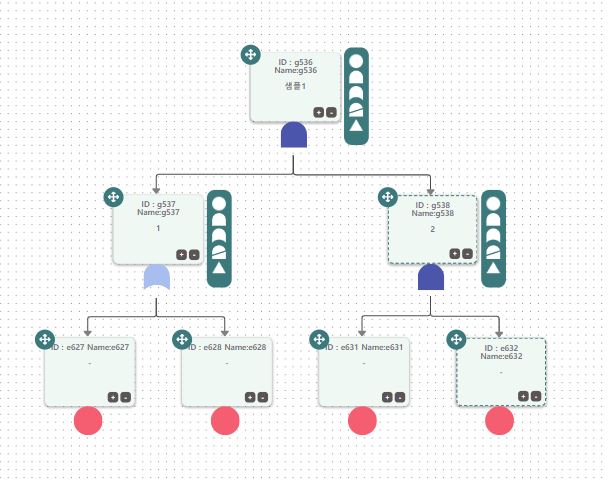 ID : g536
Name:g536
샘플1
+ -
ID : g537
Name:g537
1
+ -
ID : g538
Name:g538
2
+ -
ID : e627 Name:e627
-
+ -
ID : e628 Name:e628
-
+ -
ID : e631 Name:e631
-
+ -
ID : e632
Name:e632
-
+ -